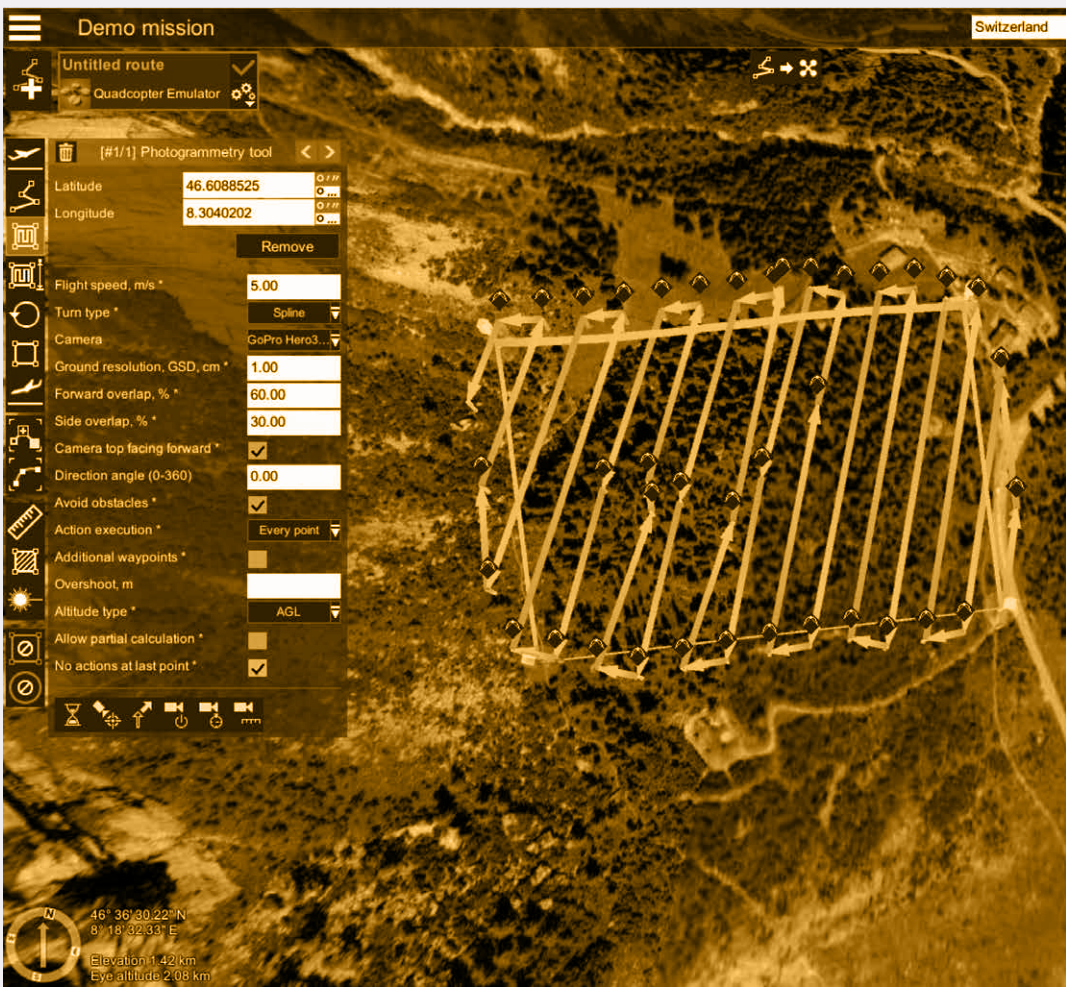 Demo mission
Switzerland
Untitled route
Quadcopter Emulator
[#1/1] Photogrammetry tool
Latitude 46.6088525
Longitude 8.3040202
Remove
Flight speed, m/s * 5.00
Turn type * Spline
Camera GoPro Hero3...
Ground resolution, GSD, cm * 1.00
Forward overlap, % * 60.00
Side overlap, % * 30.00
Camera top facing forward *
Direction angle (0-360) 0.00
Avoid obstacles *
Action execution * Every point
Additional waypoints *
Overshoot, m
Altitude type * AGL
Allow partial calculation *
No actions at last point *
N
46° 36' 30.22" N
8° 18' 32.33" E
Elevation 1.42 km
Eye altitude 2.08 km